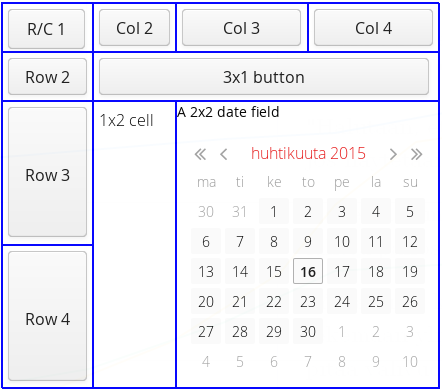 R/C 1 Col 2 Col 3 Col 4
Row 2 3x1 button
A 2x2 date field
1x2 cell
« ‹ huhtikuuta 2015 › »
ma ti ke to pe la su
Row 3
30 31 1 2 3 4 5
6 7 8 9 10 11 12
13 14 15 16 17 18 19
20 21 22 23 24 25 26
Row 4
27 28 29 30 1 2 3
4 5 6 7 8 9 10